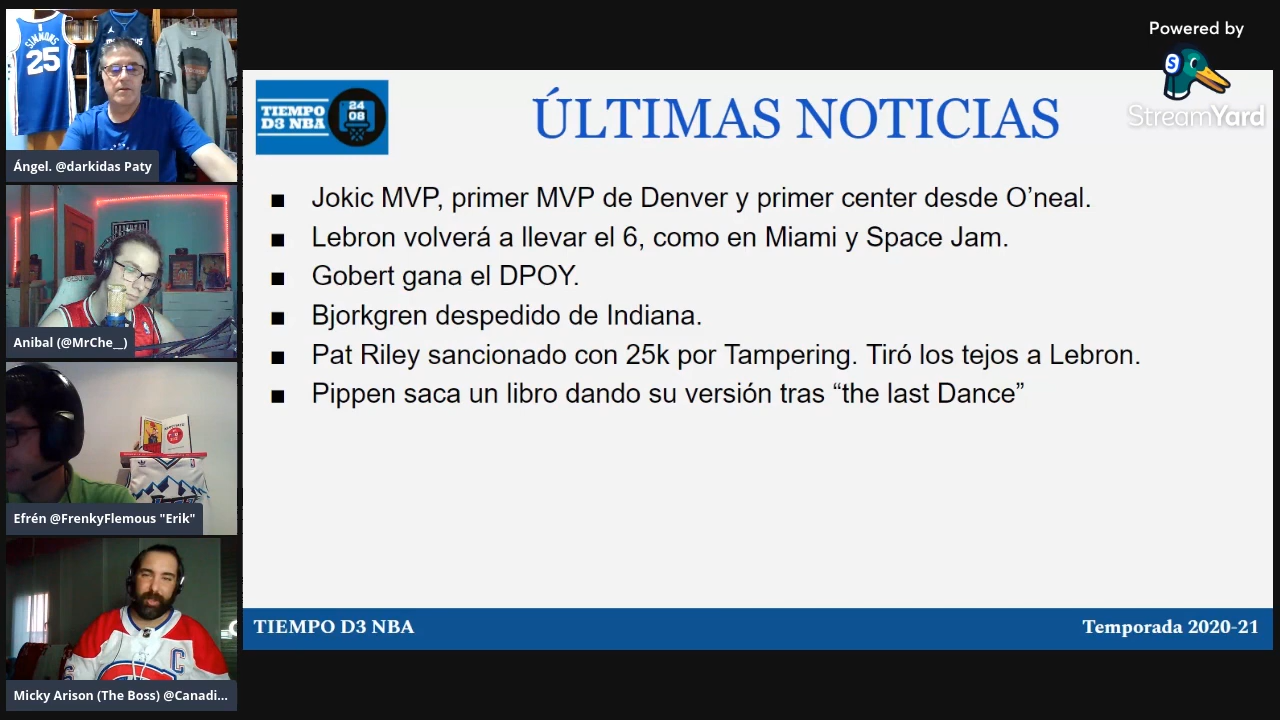 SIMMONS
25
Ángel. @darkidas Paty
Anibal (@MrChe__)
Efrén @FrenkyFlemous "Erik"
C
Micky Arison (The Boss) @Canadi...
TIEMPO
D3 NBA
24
08
ÚLTIMAS NOTICIAS
■ Jokic MVP, primer MVP de Denver y primer center desde O’neal.
■ Lebron volverá a llevar el 6, como en Miami y Space Jam.
■ Gobert gana el DPOY.
■ Bjorkgren despedido de Indiana.
■ Pat Riley sancionado con 25k por Tampering. Tiró los tejos a Lebron.
■ Pippen saca un libro dando su versión tras “the last Dance”
TIEMPO D3 NBA
Temporada 2020-21
Powered by
S
StreamYard